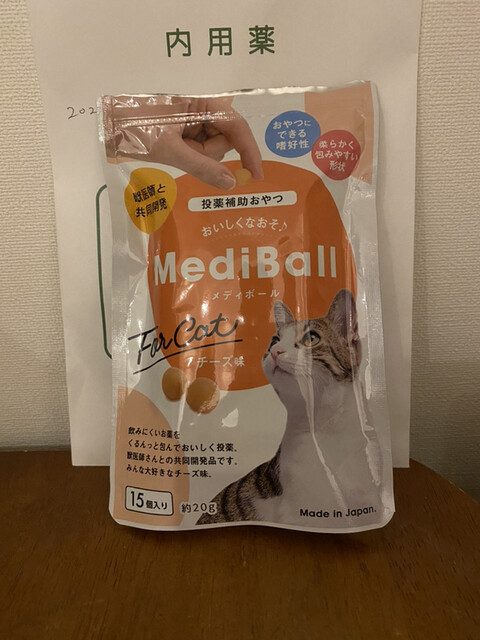 内用薬
202
おやつに
できる
嗜好性
柔らかく
包みやすい
形状
獣医師と
共同開発
投薬補助おやつ
おいしくなおそ♪
MediBall
メディボール
For Cat
チーズ味
飲みにくいお薬を
くるんっと包んでおいしく投薬。
獣医師さんとの共同開発品です。
みんな大好きなチーズ味。
15個入り 約20g
Made in Japan.